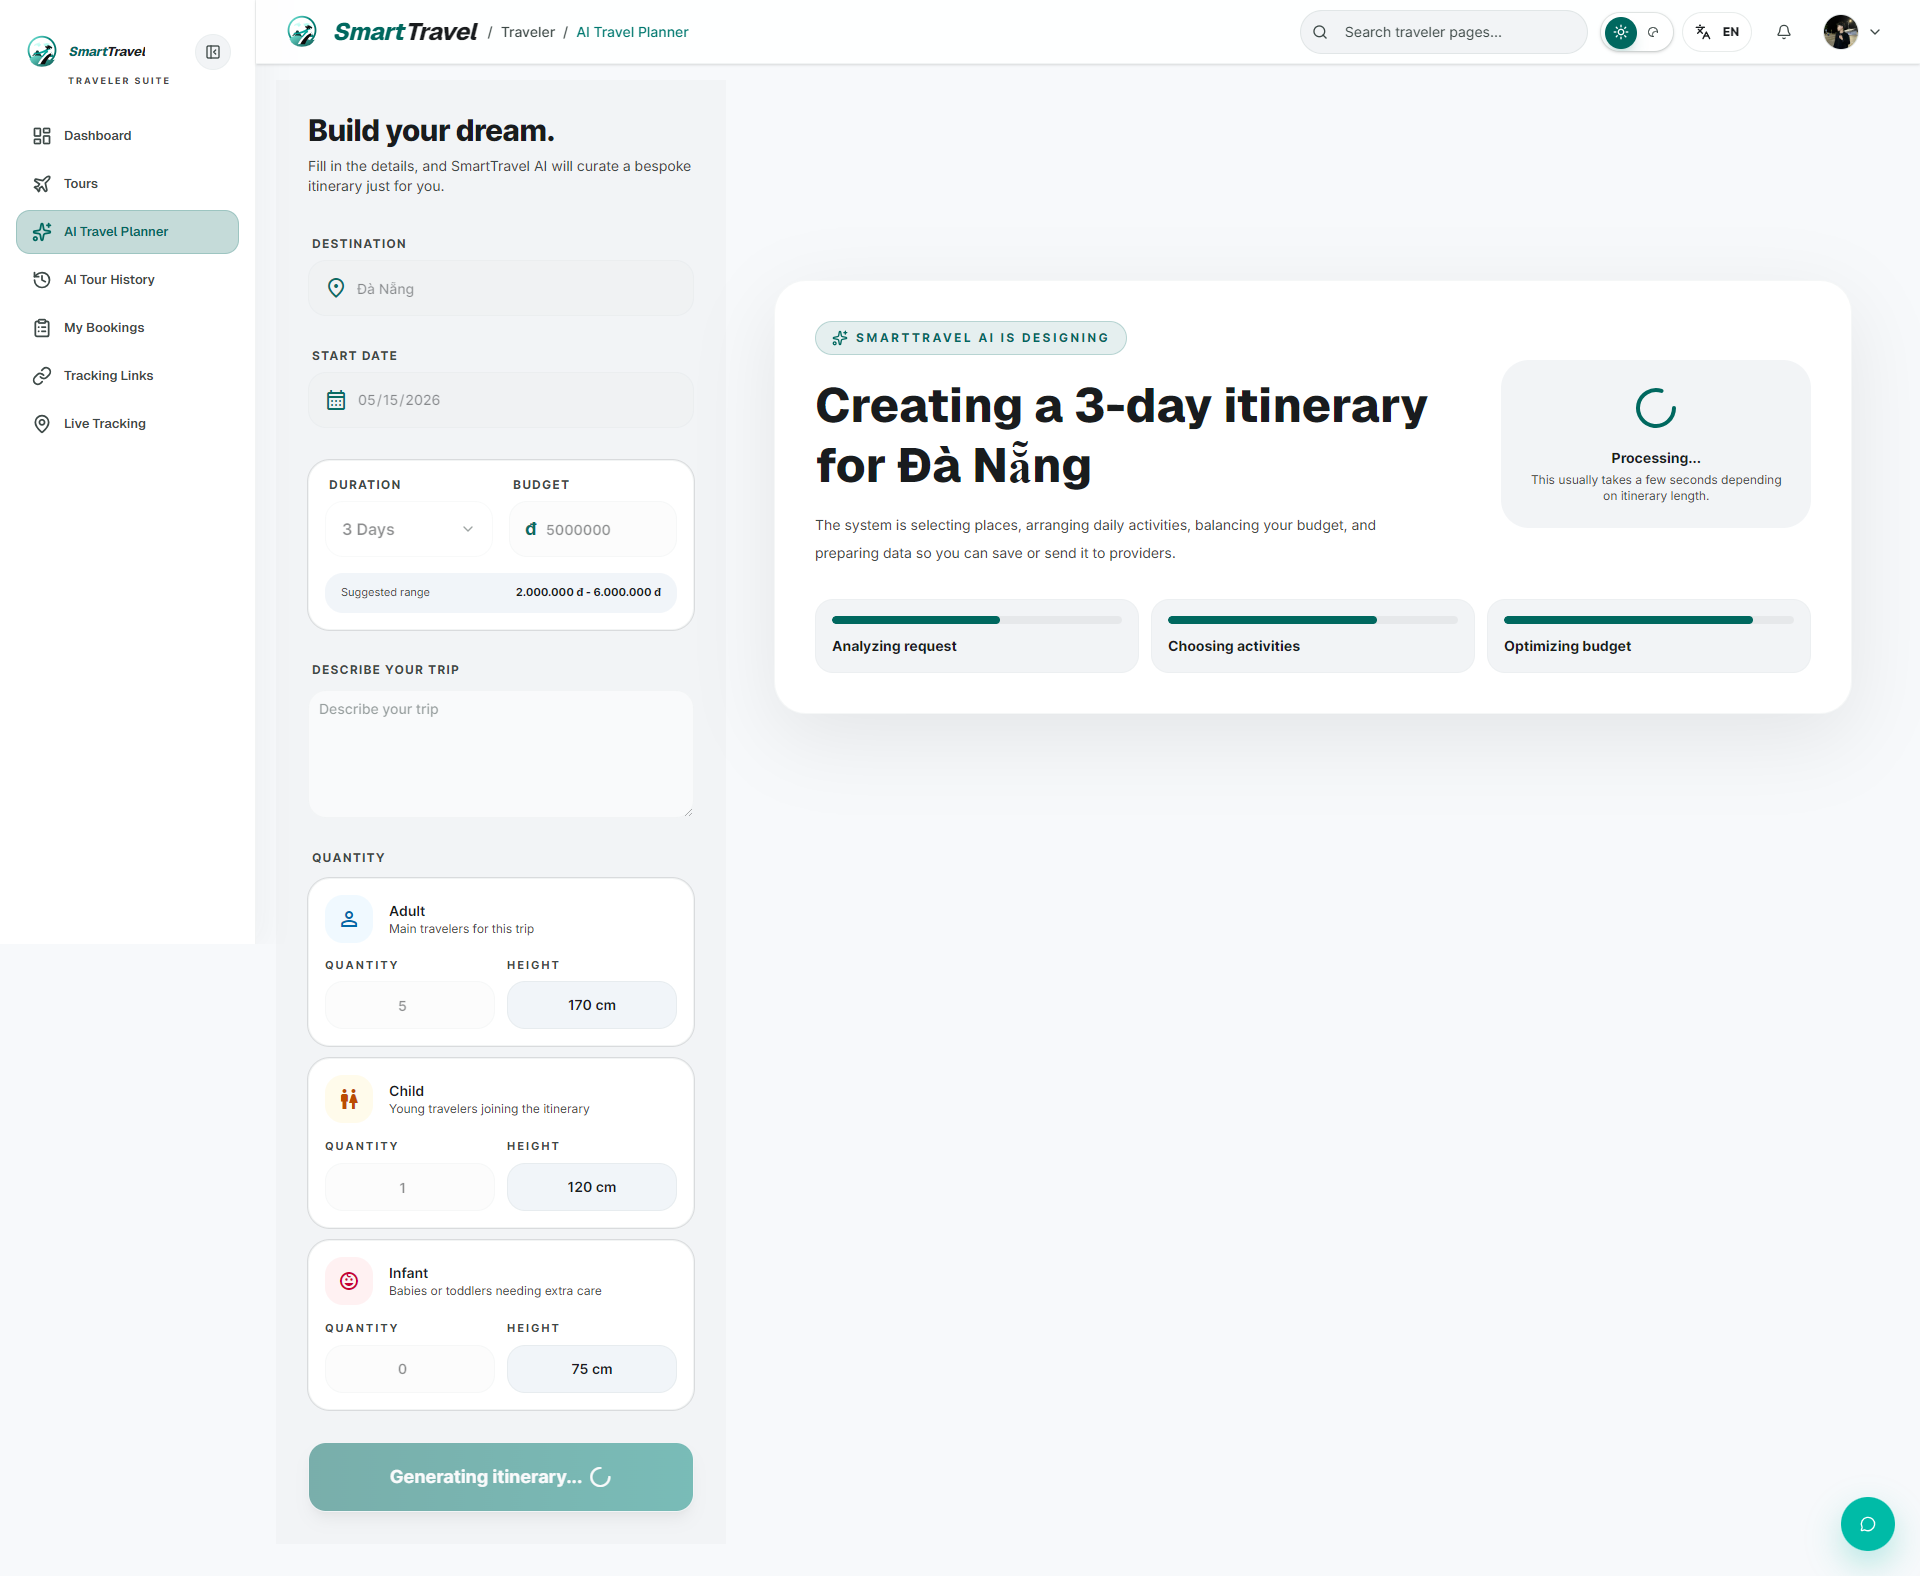 SmartTravel
TRAVELER SUITE
Dashboard
Tours
AI Travel Planner
AI Tour History
My Bookings
Tracking Links
Live Tracking
SmartTravel / Traveler / AI Travel Planner
Search traveler pages...
EN
Build your dream.
Fill in the details, and SmartTravel AI will curate a bespoke
itinerary just for you.
DESTINATION
Đà Nẵng
START DATE
05/15/2026
DURATION
BUDGET
3 Days
đ 5000000
Suggested range
2.000.000 đ - 6.000.000 đ
DESCRIBE YOUR TRIP
Describe your trip
QUANTITY
Adult
Main travelers for this trip
QUANTITY
HEIGHT
5
170 cm
Child
Young travelers joining the itinerary
QUANTITY
HEIGHT
1
120 cm
Infant
Babies or toddlers needing extra care
QUANTITY
HEIGHT
0
75 cm
Generating itinerary...
SMARTTRAVEL AI IS DESIGNING
Creating a 3-day itinerary
for Đà Nẵng
The system is selecting places, arranging daily activities, balancing your budget, and
preparing data so you can save or send it to providers.
Processing...
This usually takes a few seconds depending
on itinerary length.
Analyzing request
Choosing activities
Optimizing budget